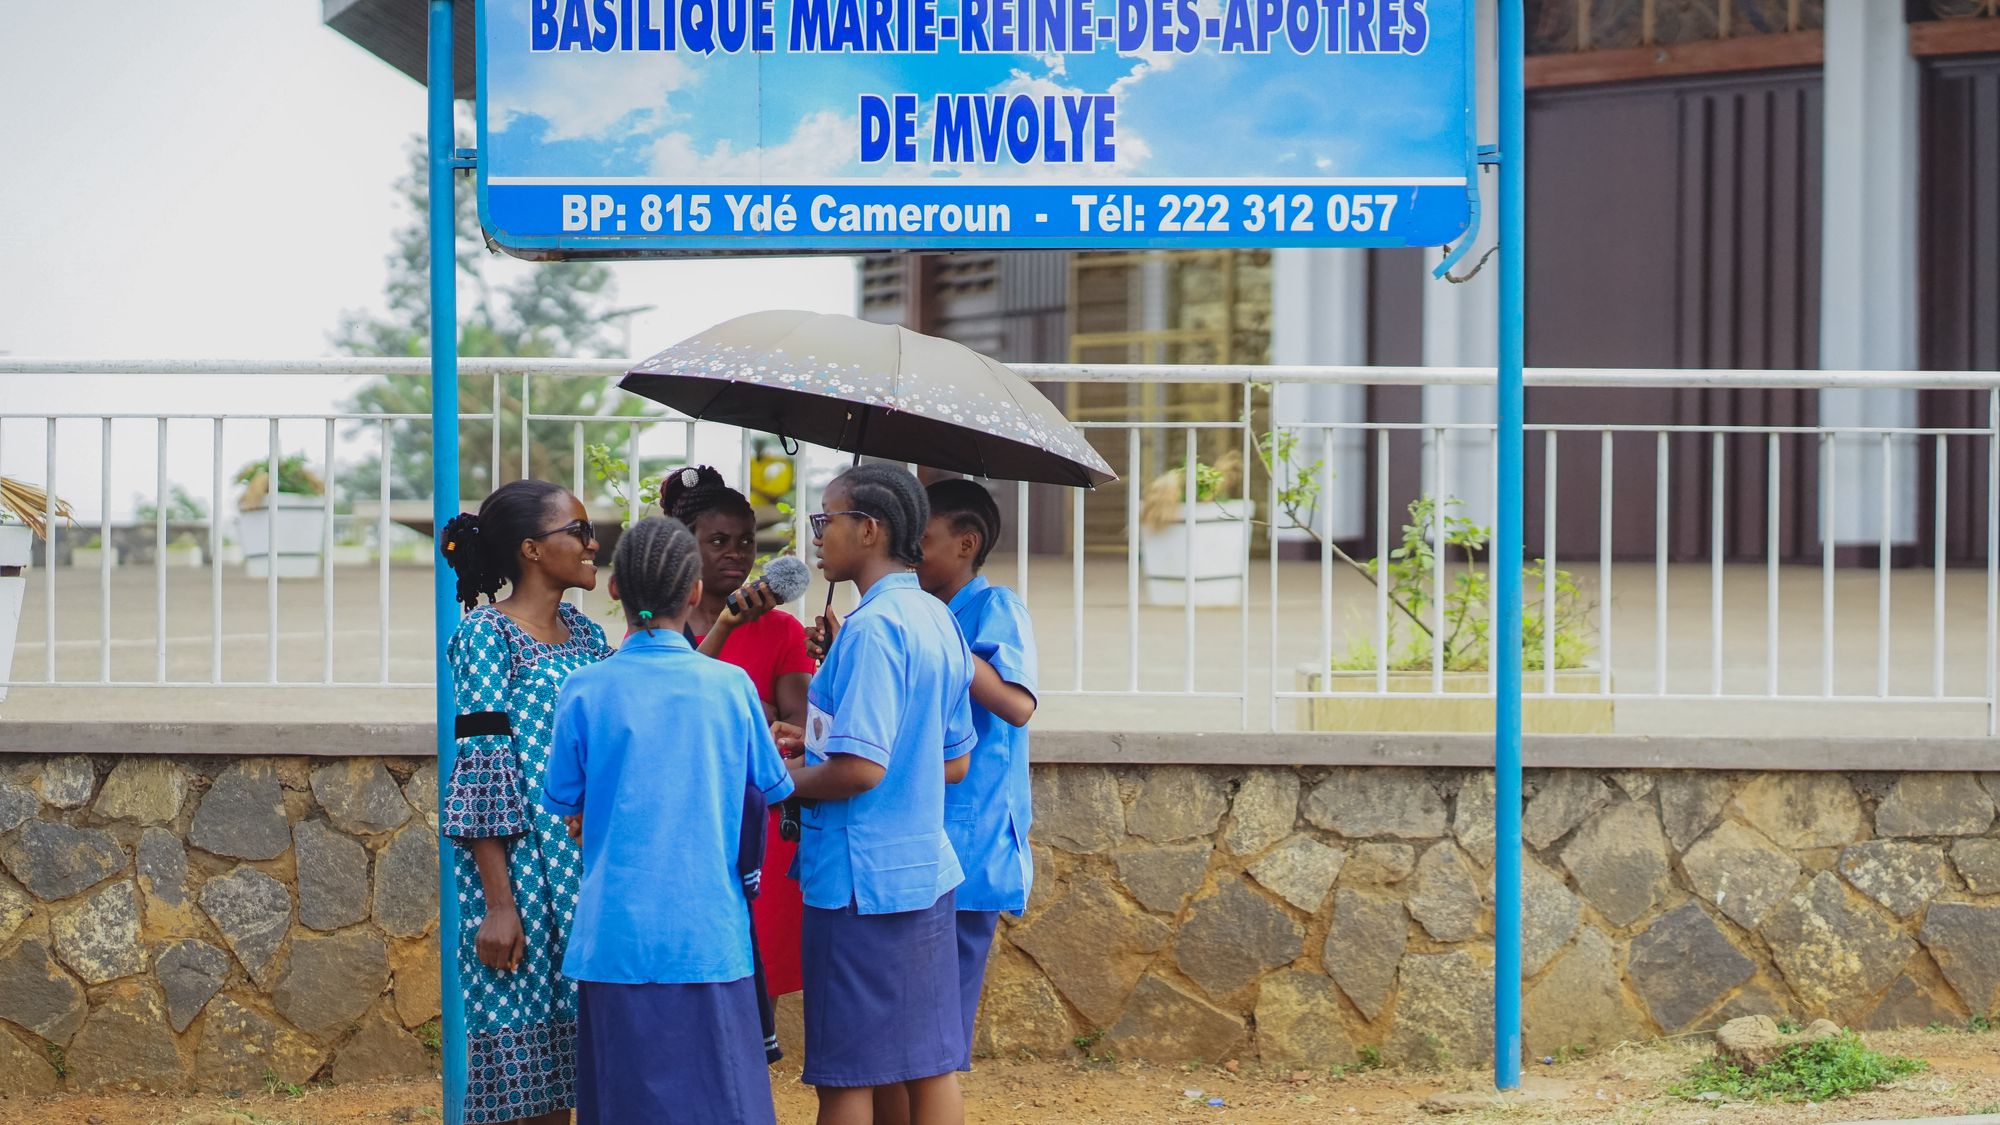 BASILIQUE MARIE-REINE-DES-APOTRES
DE MVOLYE
BP: 815 Ydé Cameroun - Tél: 222 312 057